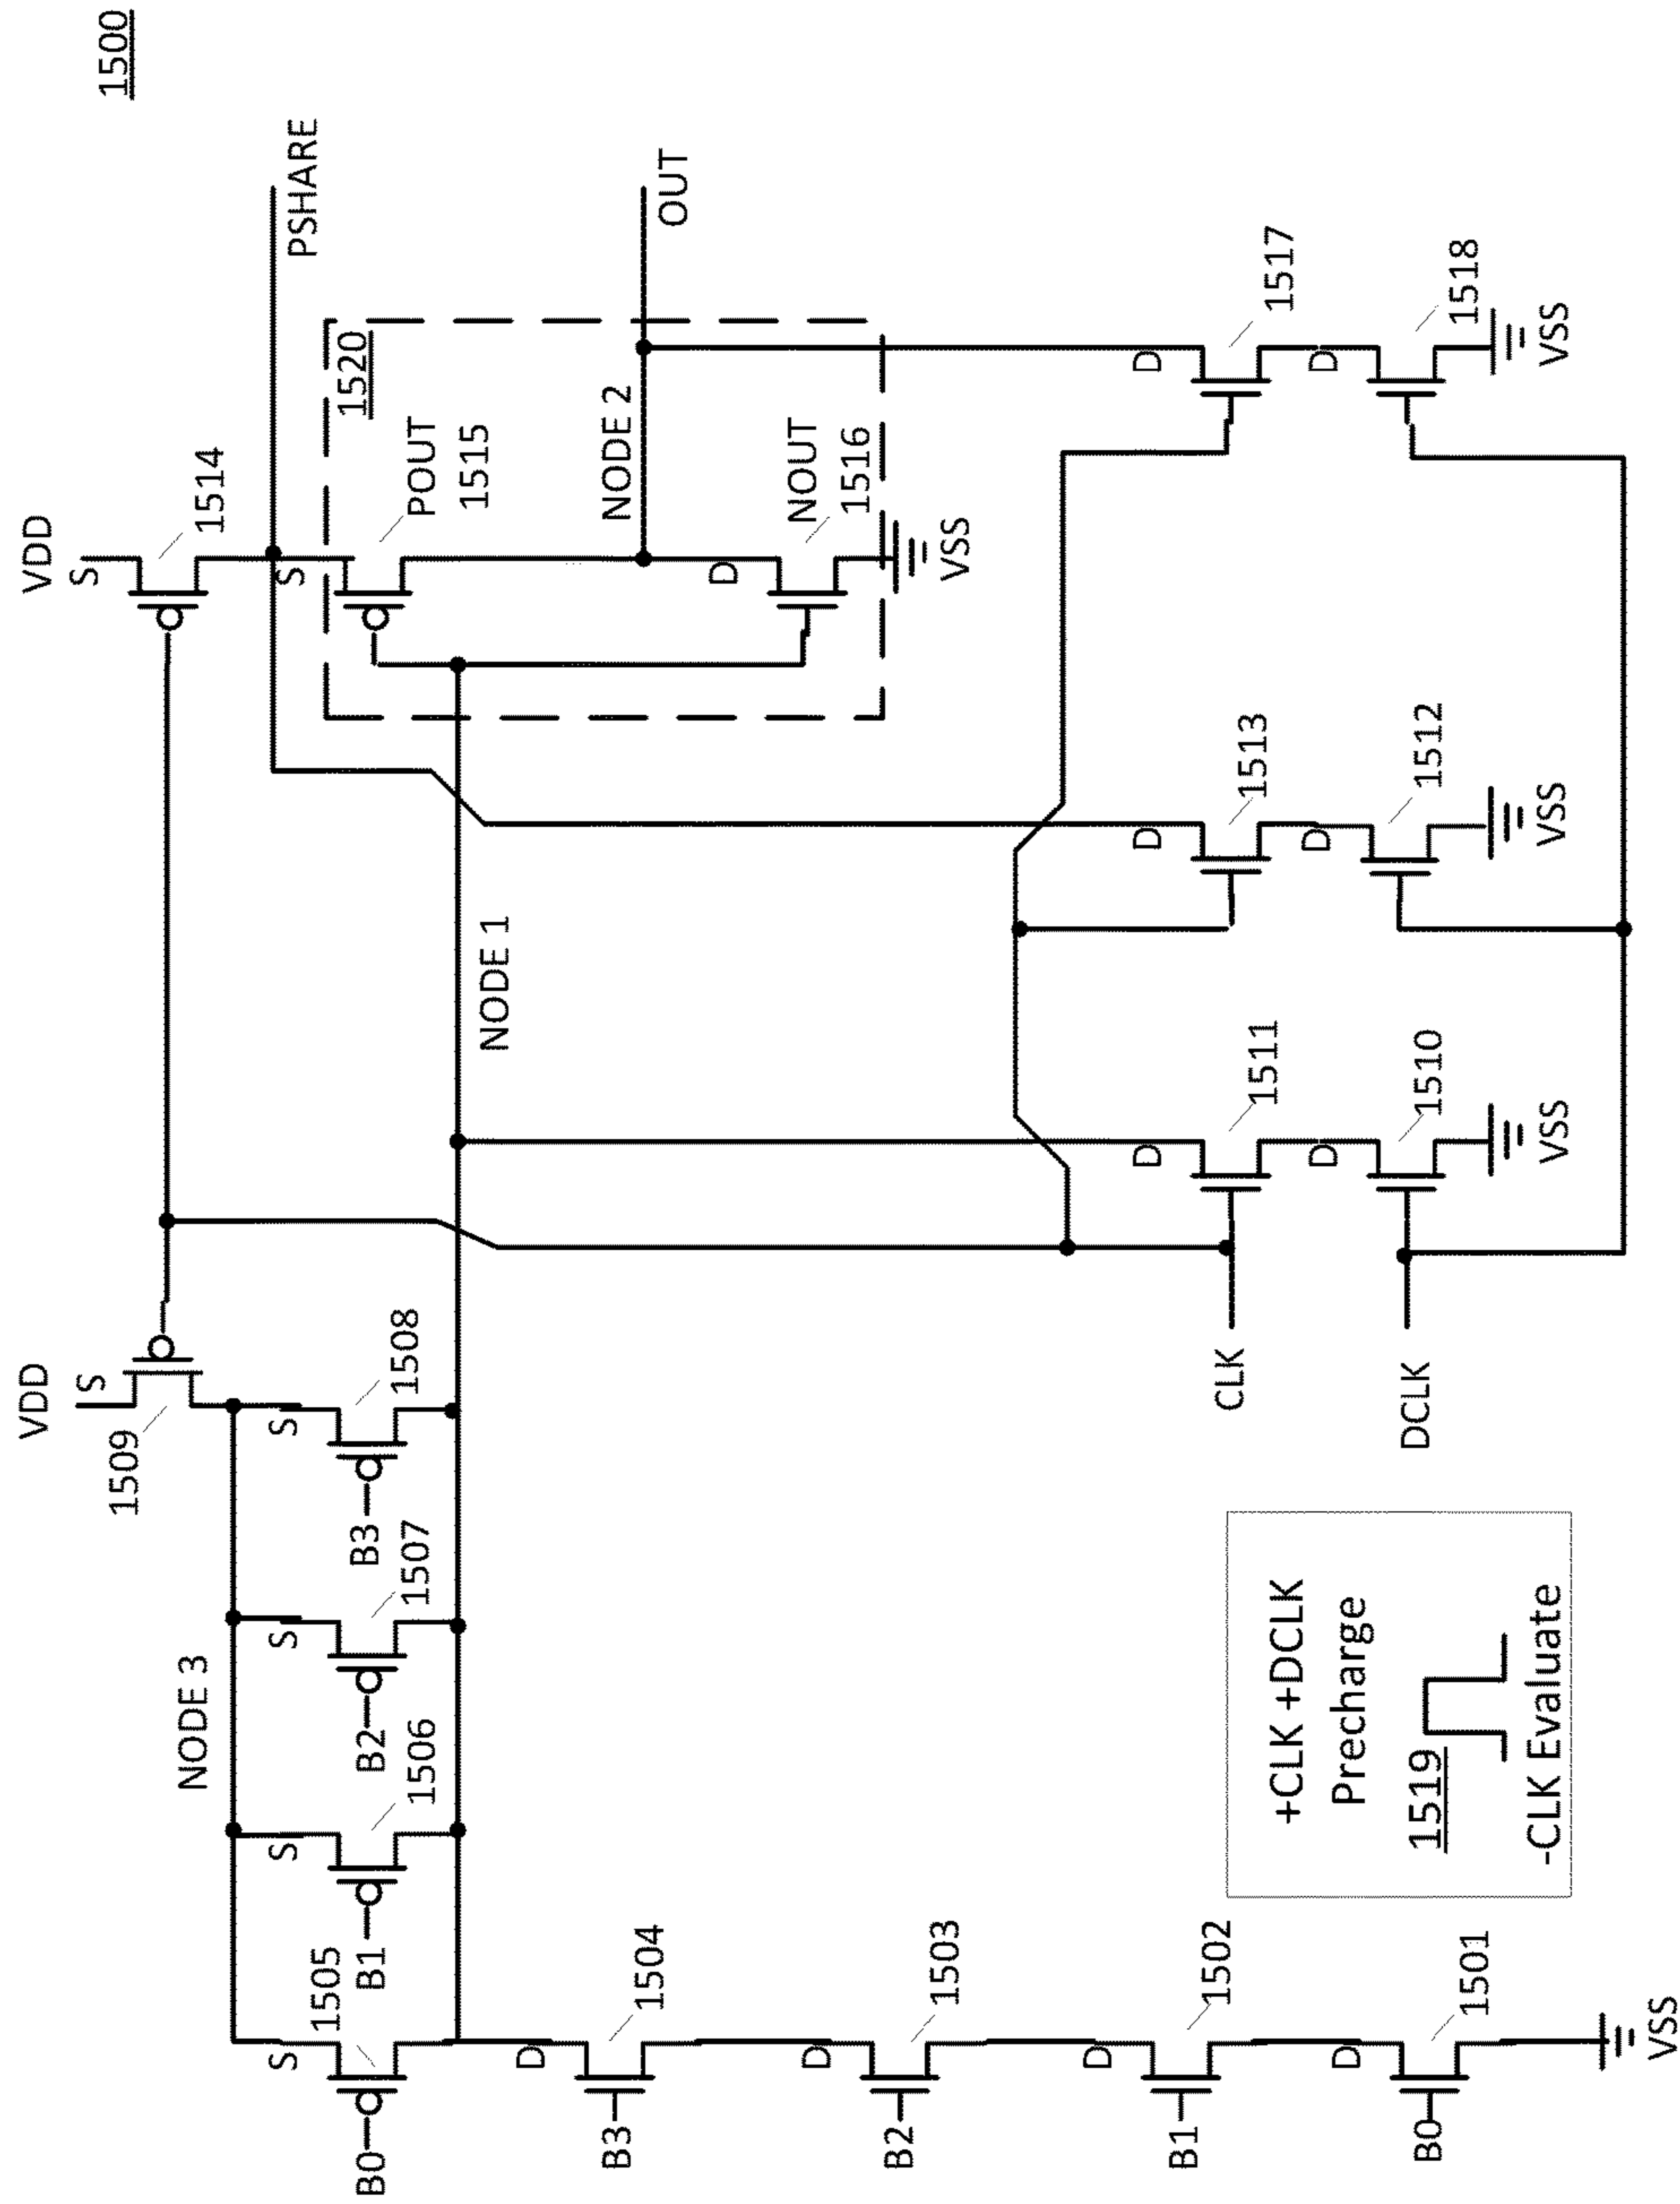 1500
VDD
S
1509
NODE 3
S
1505
B0
S
1506
B1
S
1507
B2
S
1508
B3
VDD
S
1514
PSHARE
S
1520
POUT
1515
NODE 2
OUT
NOUT
1516
D
VSS
NODE 1
D
1504
B3
D
1503
B2
D
1502
B1
D
1501
B0
VSS
CLK
D
1511
D
1510
VSS
DCLK
D
1513
D
1512
VSS
D
1517
D
1518
VSS
+CLK +DCLK
Precharge
1519
-CLK Evaluate